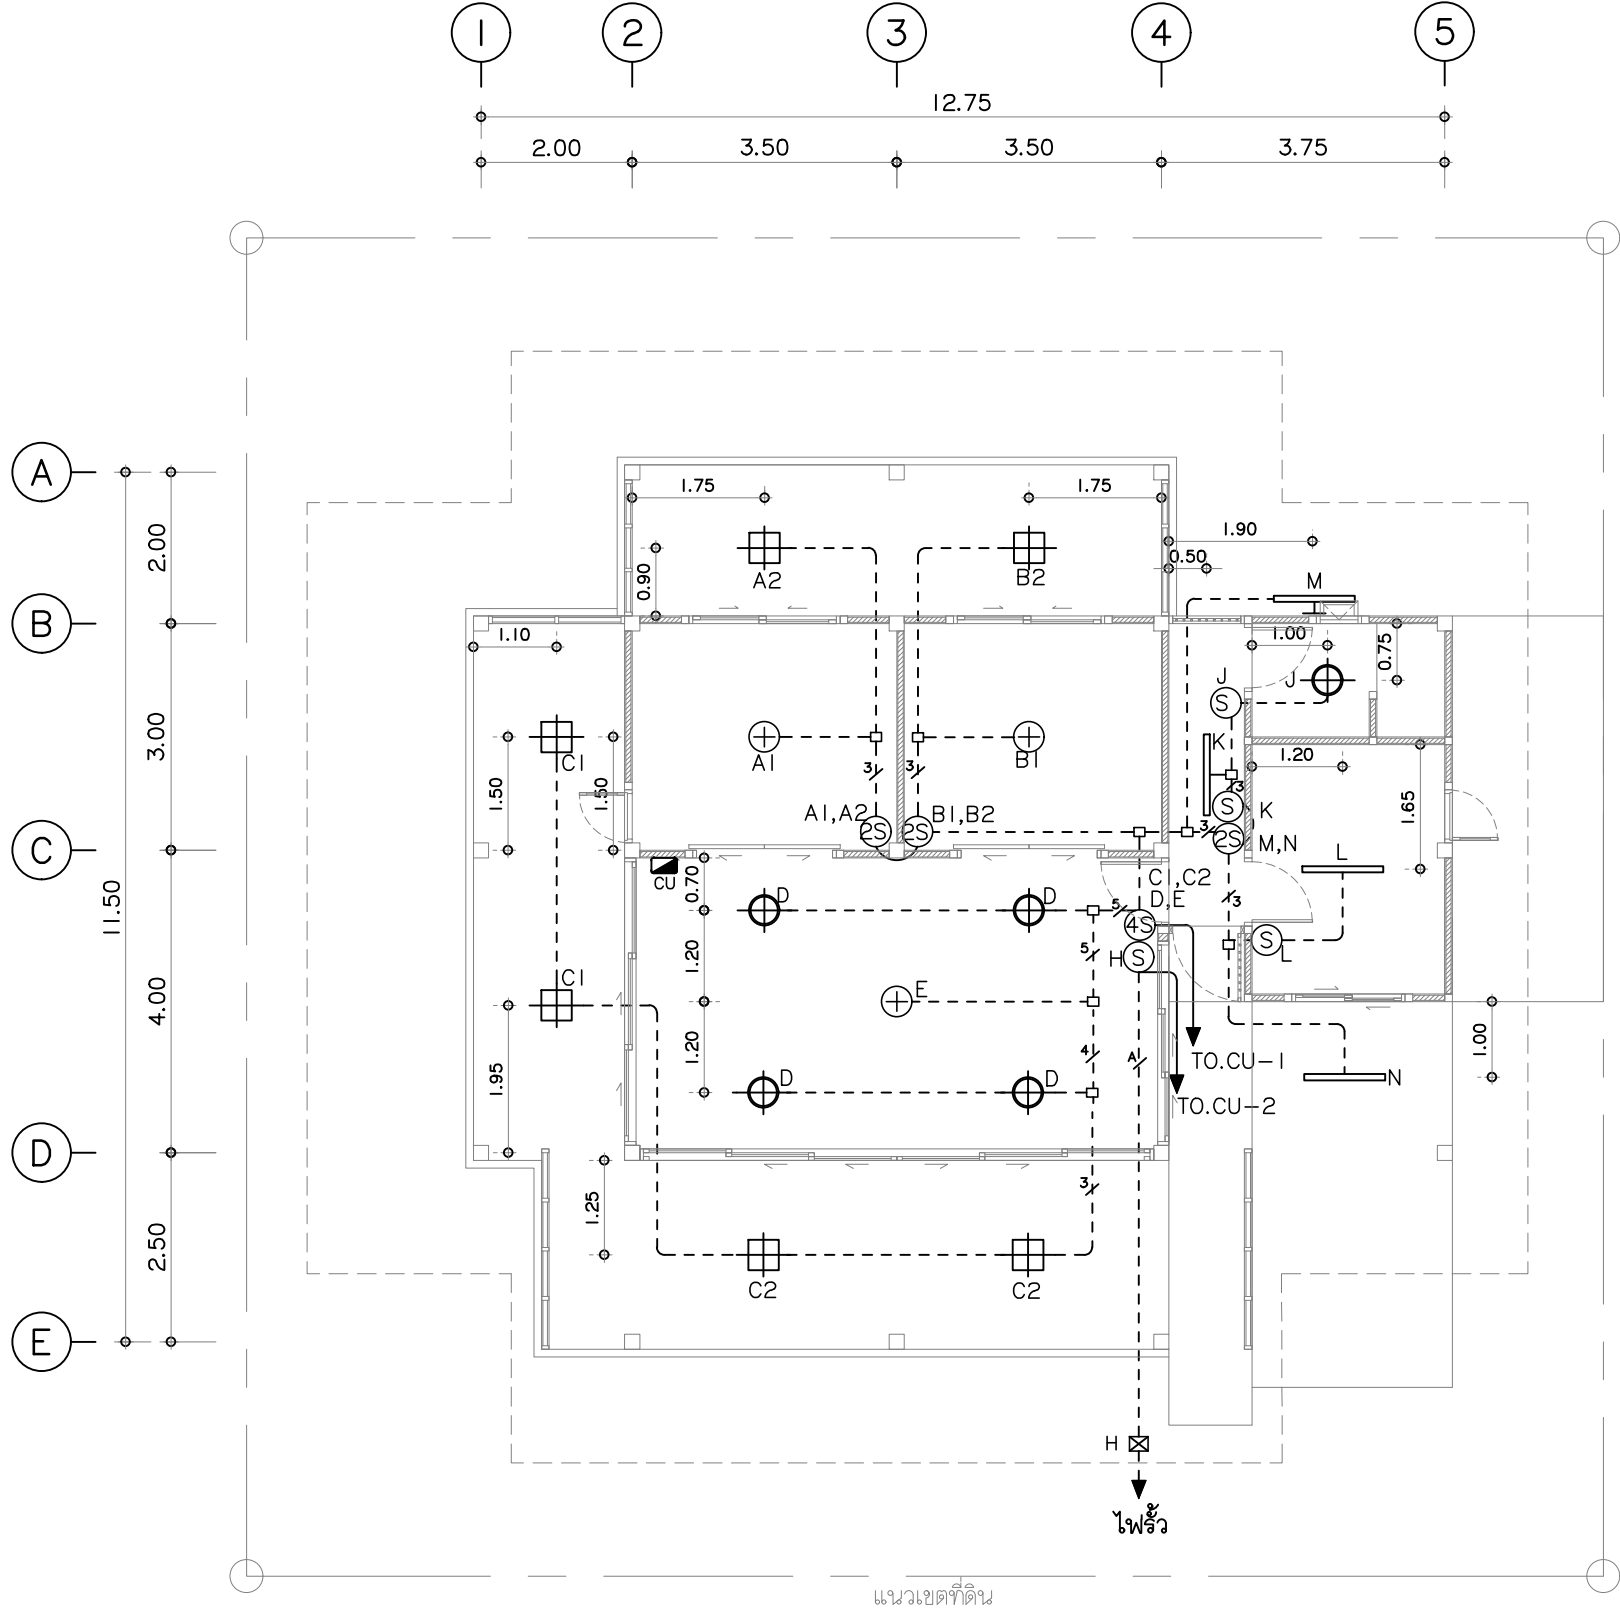 1 2 3 4 5
12.75
2.00 3.50 3.50 3.75
A
1.75 1.75
1.90
2.00
0.50
0.90 A2 B2 M
B
1.10 1.00
0.75
J J
3.00
C1 A1 B1 K
1.20
3 3 3
1.50 1.50 1.65
A1,A2 B1,B2 K
2S 2S S
3
C
2S M,N
L
CU
C1,C2
0.70
D D D,E
5 3
4S
11.50
1.20 5 H S S L
C1 E
4.00
1.20 4 A
1.00
TO.CU-1
1.95 D D N
TO.CU-2
D
3
1.25
2.50
C2 C2
E
H
ไฟรั้ว
แนวเขตที่ดิน
S